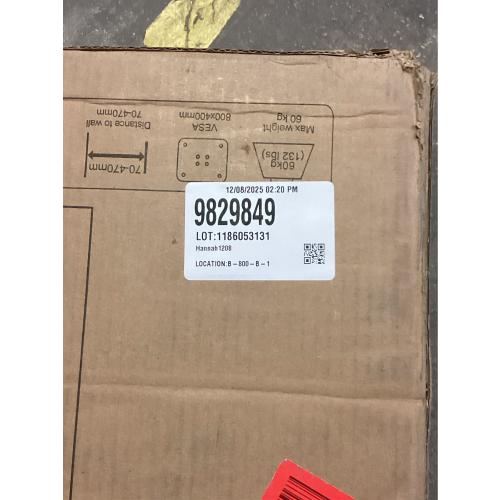 12/08/2025 02:20 PM
9829849
LOT:1186053131
Hannah1208
LOCATION:B-800-B-1
Max weight
60 kg
60kg
(132 lbs)
VESA
600x400mm
Distance to wall
70-470mm
70-470mm